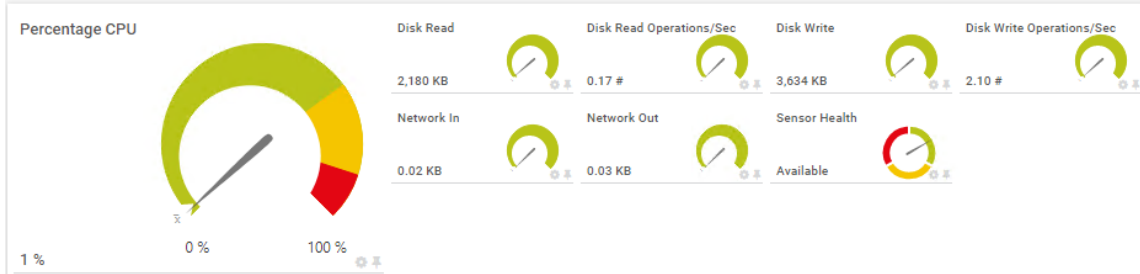 Percentage CPU
x̄
0 %
100 %
1 %
Disk Read
2,180 KB
Disk Read Operations/Sec
0.17 #
Disk Write
3,634 KB
Disk Write Operations/Sec
2.10 #
Network In
0.02 KB
Network Out
0.03 KB
Sensor Health
Available